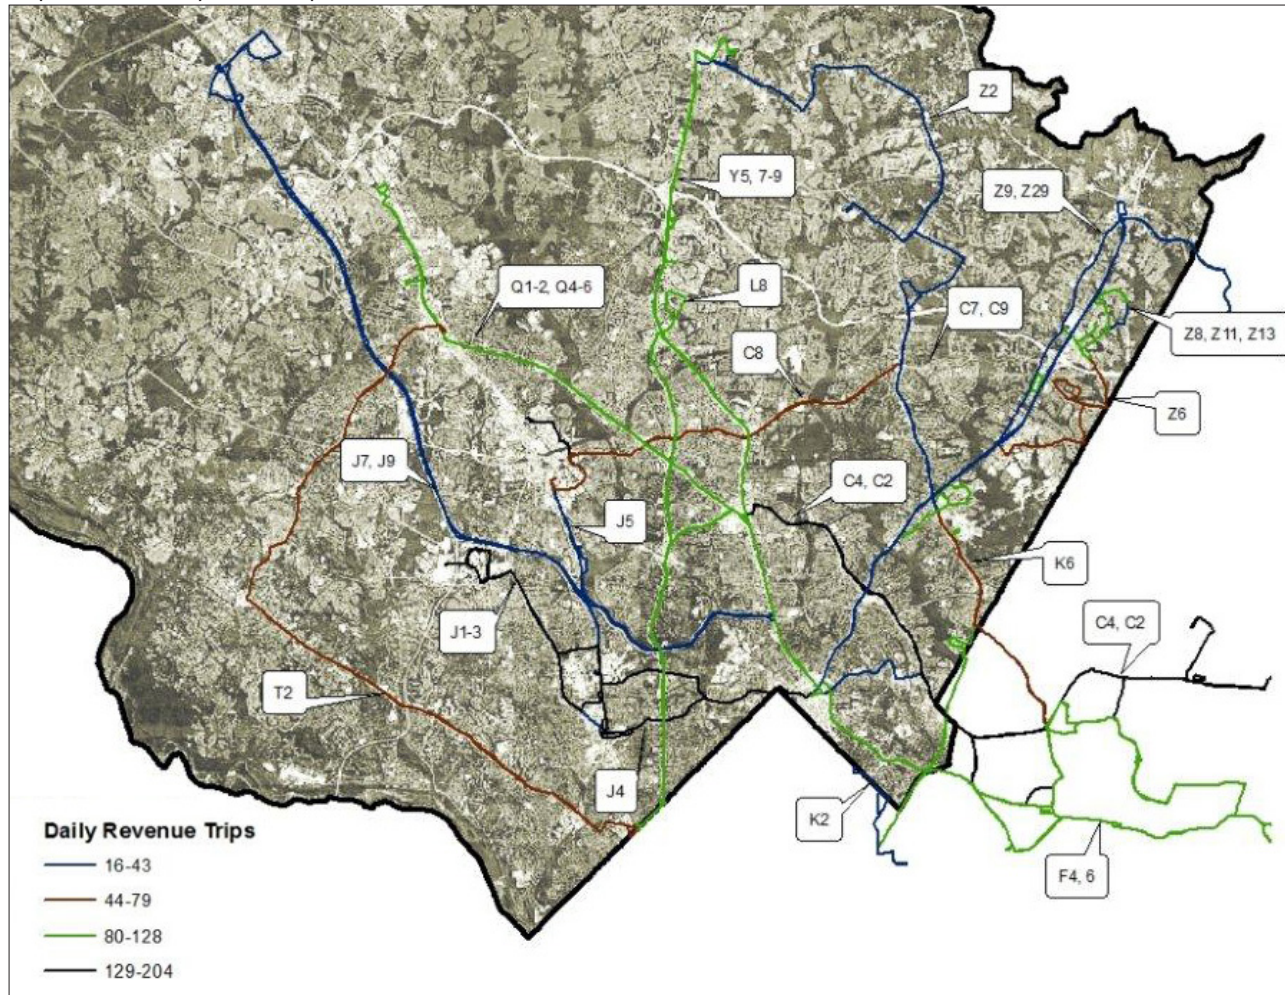 Z2
Y5, 7-9
Z9, Z29
Q1-2, Q4-6
L8
C7, C9
Z8, Z11, Z13
C8
Z6
J7, J9
C4, C2
J5
K6
J1-3
C4, C2
T2
J4
K2
F4, 6
Daily Revenue Trips
16-43
44-79
80-128
129-204